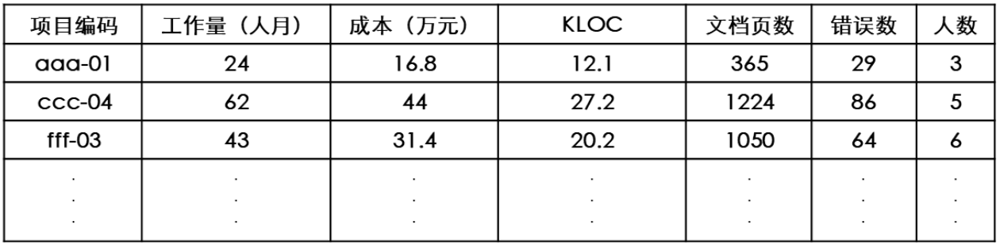 项目编码 工作量（人月） 成本（万元） KLOC 文档页数 错误数 人数
aaa-01 24 16.8 12.1 365 29 3
ccc-04 62 44 27.2 1224 86 5
fff-03 43 31.4 20.2 1050 64 6
. . . . . . .
. . . . . . .
. . . . . . .